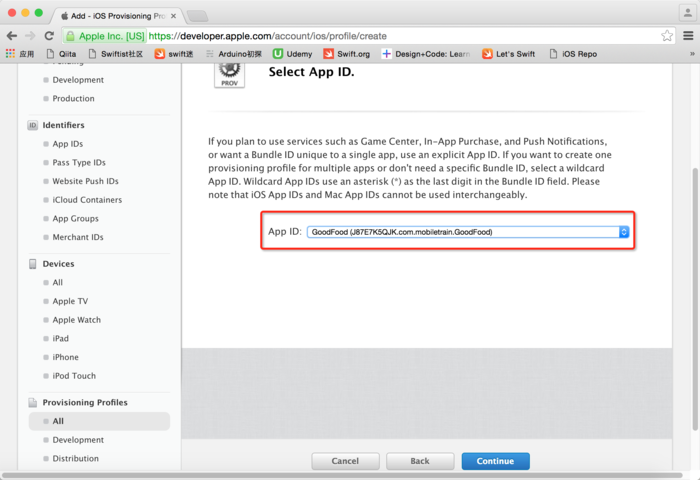 Add - iOS Provisioning Pro
Apple Inc. [US] https://developer.apple.com/account/ios/profile/create
应用 Qiita Swiftist社区 swift迷 Arduino初探 Udemy Swift.org Design+Code: Learn Let's Swift iOS Repo »
Development
Production
Identifiers
App IDs
Pass Type IDs
Website Push IDs
iCloud Containers
App Groups
Merchant IDs
Devices
All
Apple TV
Apple Watch
iPad
iPhone
iPod Touch
Provisioning Profiles
All
Development
Distribution
PROV
Select App ID.
If you plan to use services such as Game Center, In-App Purchase, and Push Notifications,
or want a Bundle ID unique to a single app, use an explicit App ID. If you want to create one
provisioning profile for multiple apps or don't need a specific Bundle ID, select a wildcard
App ID. Wildcard App IDs use an asterisk (*) as the last digit in the Bundle ID field. Please
note that iOS App IDs and Mac App IDs cannot be used interchangeably.
App ID: GoodFood (J87E7K5QJK.com.mobiletrain.GoodFood)
Cancel Back Continue